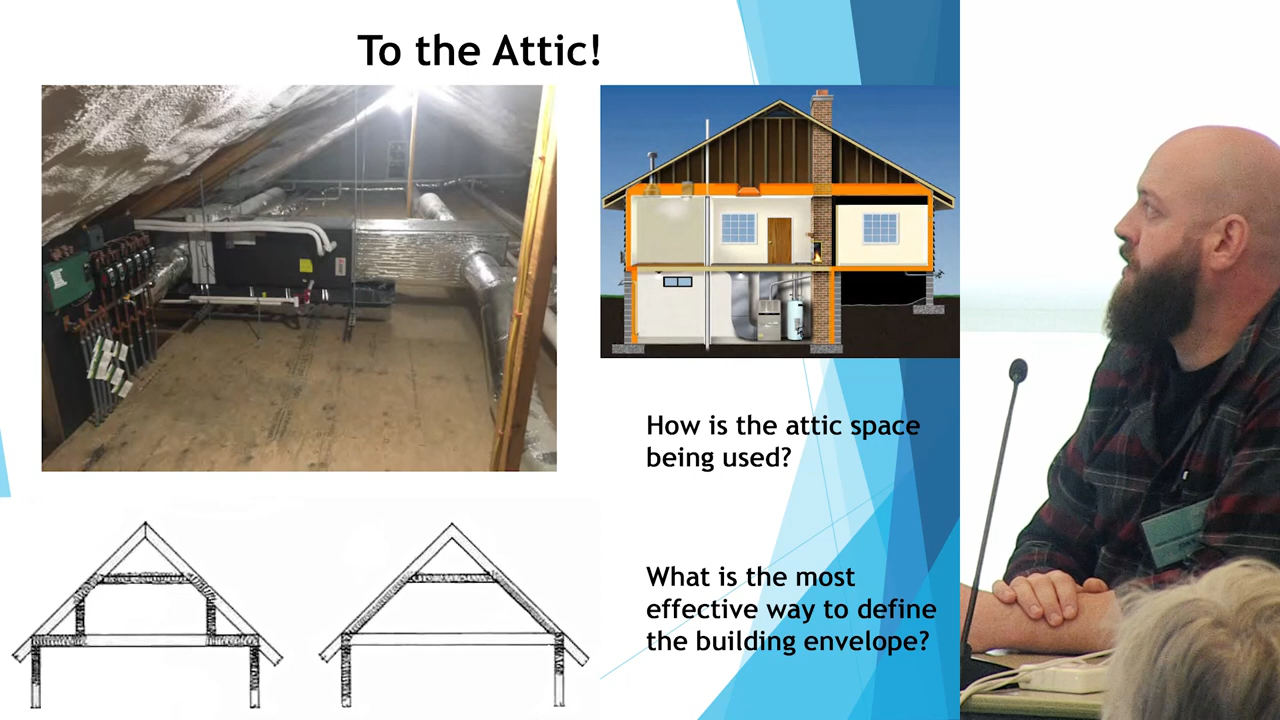 To the Attic!
How is the attic space
being used?
What is the most
effective way to define
the building envelope?